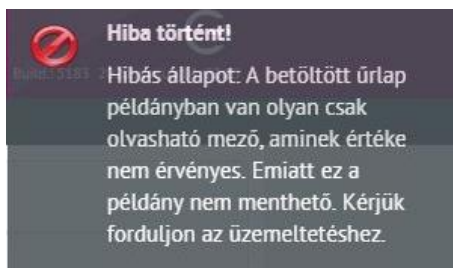 Hiba történt!
Hibás állapot: A betöltött űrlap
példányban van olyan csak
olvasható mező, aminek értéke
nem érvényes. Emiatt ez a
példány nem menthető. Kérjük
forduljon az üzemeltetéshez.